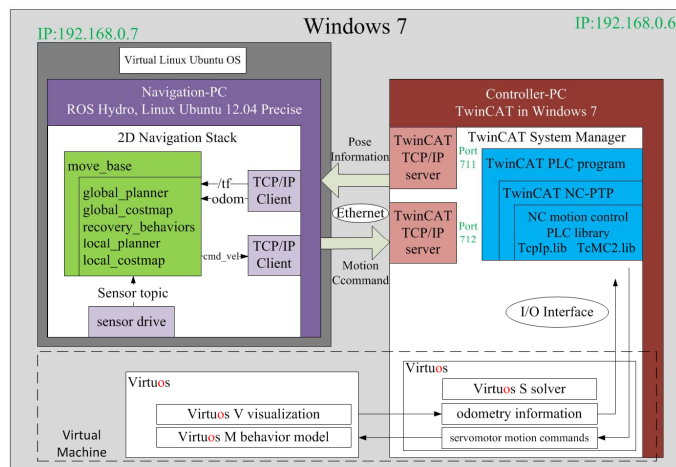 Windows 7
IP:192.168.0.7
IP:192.168.0.6
Virtual Linux Ubuntu OS
Navigation-PC
ROS Hydro, Linux Ubuntu 12.04 Precise
2D Navigation Stack
move_base
global_planner
global_costmap
recovery_behaviors
local_planner
local_costmap
/tf
odom
cmd_vel
TCP/IP
Client
TCP/IP
Client
Sensor topic
sensor drive
Pose
Information
Ethernet
Motion
Ccommand
Controller-PC
TwinCAT in Windows 7
TwinCAT
TCP/IP
server
Port
711
TwinCAT
TCP/IP
server
Port
712
TwinCAT System Manager
TwinCAT PLC program
TwinCAT NC-PTP
NC motion control
PLC library
TcpIp.lib TcMC2.lib
I/O Interface
Virtual
Machine
Virtuos
Virtuos V visualization
Virtuos M behavior model
Virtuos
Virtuos S solver
odometry information
servomotor motion commands